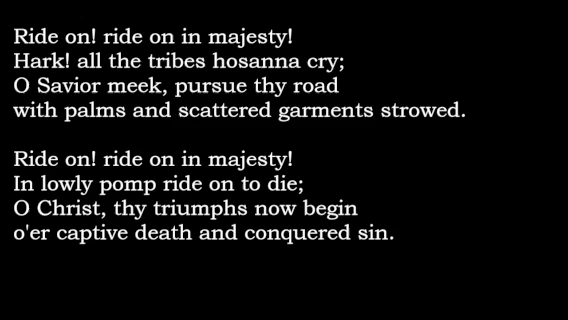 Ride on! ride on in majesty!
Hark! all the tribes hosanna cry;
O Savior meek, pursue thy road
with palms and scattered garments strowed.

Ride on! ride on in majesty!
In lowly pomp ride on to die;
O Christ, thy triumphs now begin
o'er captive death and conquered sin.